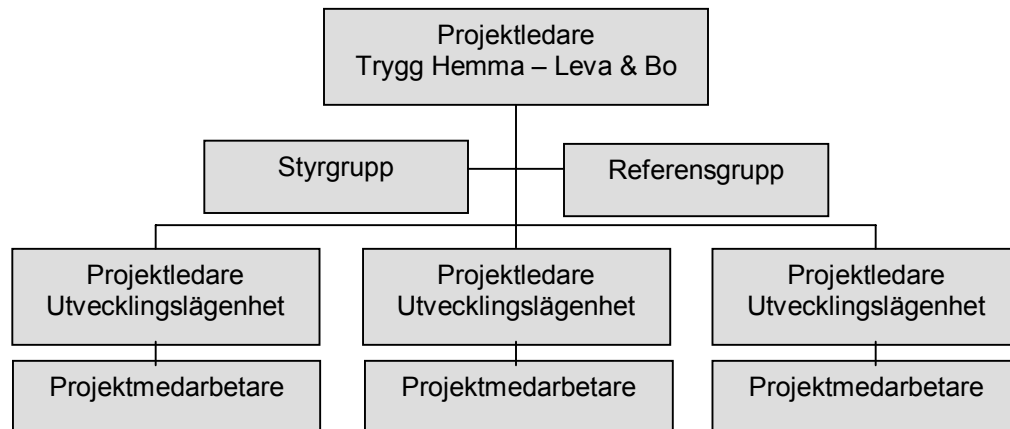 Projektledare
Trygg Hemma – Leva & Bo
Styrgrupp
Referensgrupp
Projektledare
Utvecklingslägenhet
Projektledare
Utvecklingslägenhet
Projektledare
Utvecklingslägenhet
Projektmedarbetare
Projektmedarbetare
Projektmedarbetare